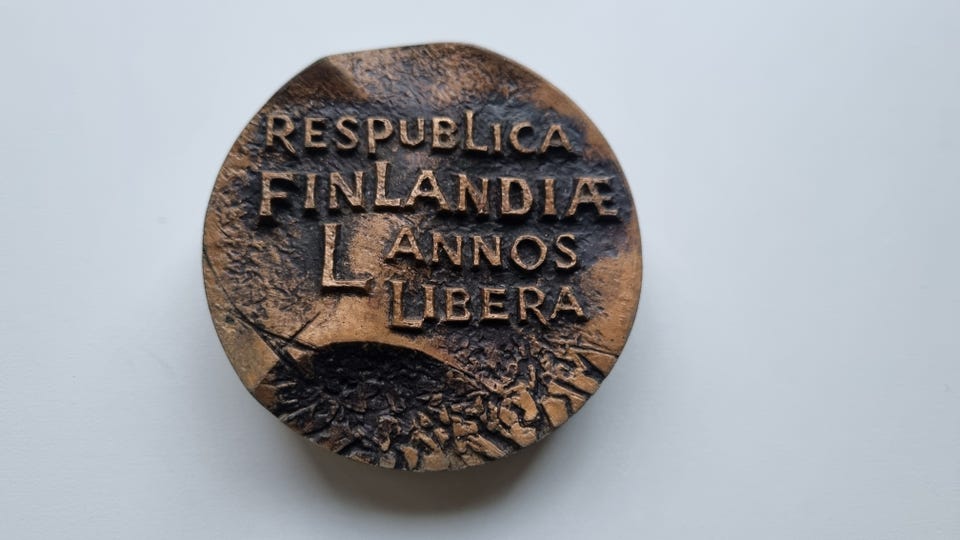 RESPUBLICA
FINLANDIÆ
L ANNOS
LIBERA